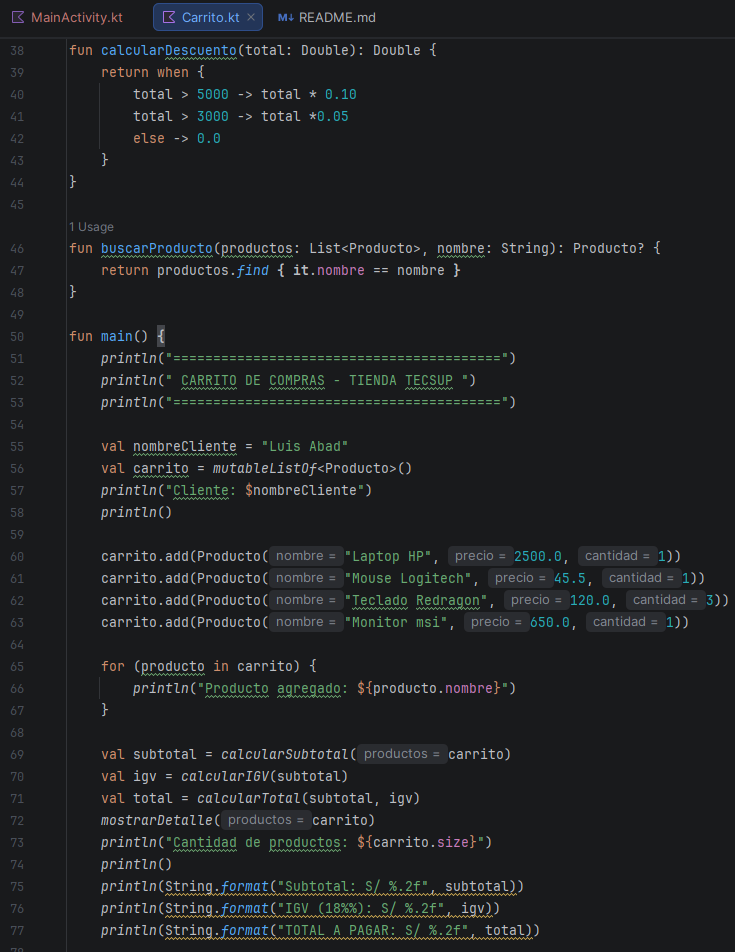 MainActivity.kt Carrito.kt × M↓ README.md
38 fun calcularDescuento(total: Double): Double {
39 return when {
40 total > 5000 -> total * 0.10
41 total > 3000 -> total *0.05
42 else -> 0.0
43 }
44 }
45
1 Usage
46 fun buscarProducto(productos: List<Producto>, nombre: String): Producto? {
47 return productos.find { it.nombre == nombre }
48 }
49
50 fun main() {
51 println("=========================================")
52 println(" CARRITO DE COMPRAS - TIENDA TECSUP ")
53 println("=========================================")
54
55 val nombreCliente = "Luis Abad"
56 val carrito = mutableListOf<Producto>()
57 println("Cliente: $nombreCliente")
58 println()
59
60 carrito.add(Producto( nombre = "Laptop HP", precio = 2500.0, cantidad = 1))
61 carrito.add(Producto( nombre = "Mouse Logitech", precio = 45.5, cantidad = 1))
62 carrito.add(Producto( nombre = "Teclado Redragon", precio = 120.0, cantidad = 3))
63 carrito.add(Producto( nombre = "Monitor msi", precio = 650.0, cantidad = 1))
64
65 for (producto in carrito) {
66 println("Producto agregado: ${producto.nombre}")
67 }
68
69 val subtotal = calcularSubtotal( productos = carrito)
70 val igv = calcularIGV(subtotal)
71 val total = calcularTotal(subtotal, igv)
72 mostrarDetalle( productos = carrito)
73 println("Cantidad de productos: ${carrito.size}")
74 println()
75 println(String.format("Subtotal: S/ %.2f", subtotal))
76 println(String.format("IGV (18%%): S/ %.2f", igv))
77 println(String.format("TOTAL A PAGAR: S/ %.2f", total))